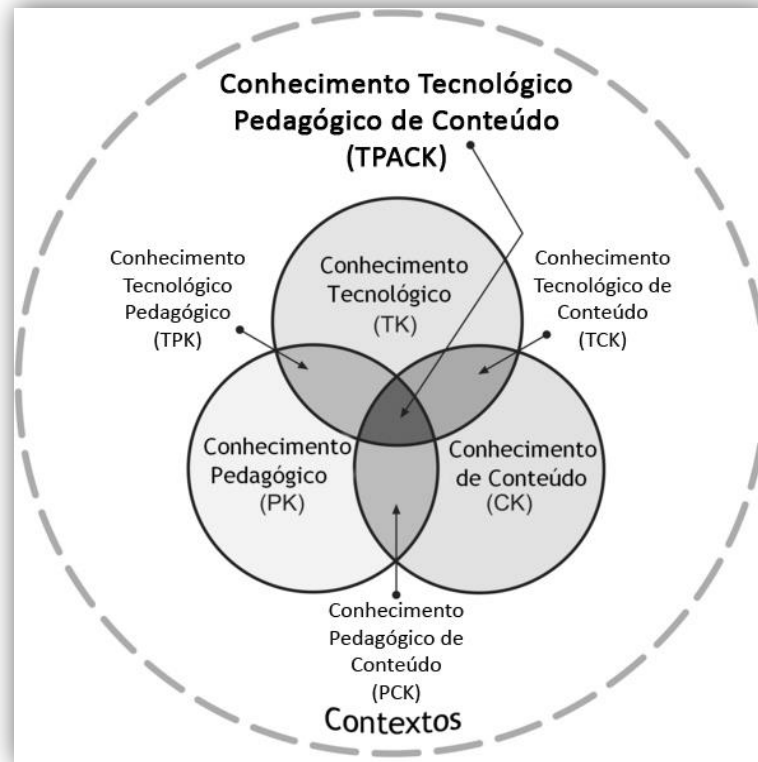 Conhecimento Tecnológico
Pedagógico de Conteúdo
(TPACK)
Conhecimento
Tecnológico
Pedagógico
(TPK)
Conhecimento
Tecnológico
(TK)
Conhecimento
Tecnológico de
Conteúdo
(TCK)
Conhecimento
Pedagógico
(PK)
Conhecimento
de Conteúdo
(CK)
Conhecimento
Pedagógico de
Conteúdo
(PCK)
Contextos